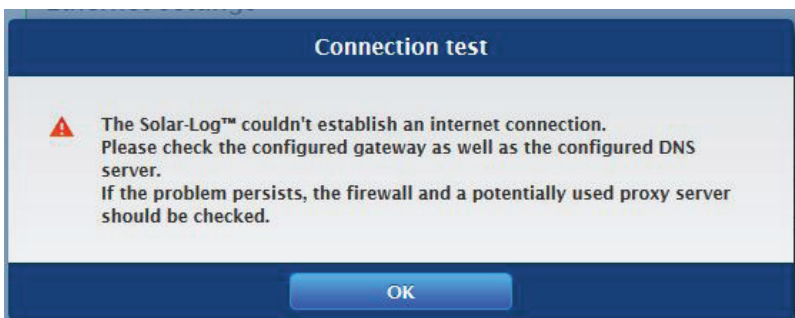 Connection test
The Solar-Log™ couldn't establish an internet connection.
Please check the configured gateway as well as the configured DNS
server.
If the problem persists, the firewall and a potentially used proxy server
should be checked.
OK